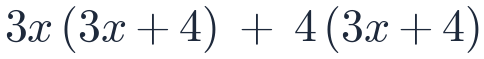 3x (3x + 4) + 4 (3x + 4)